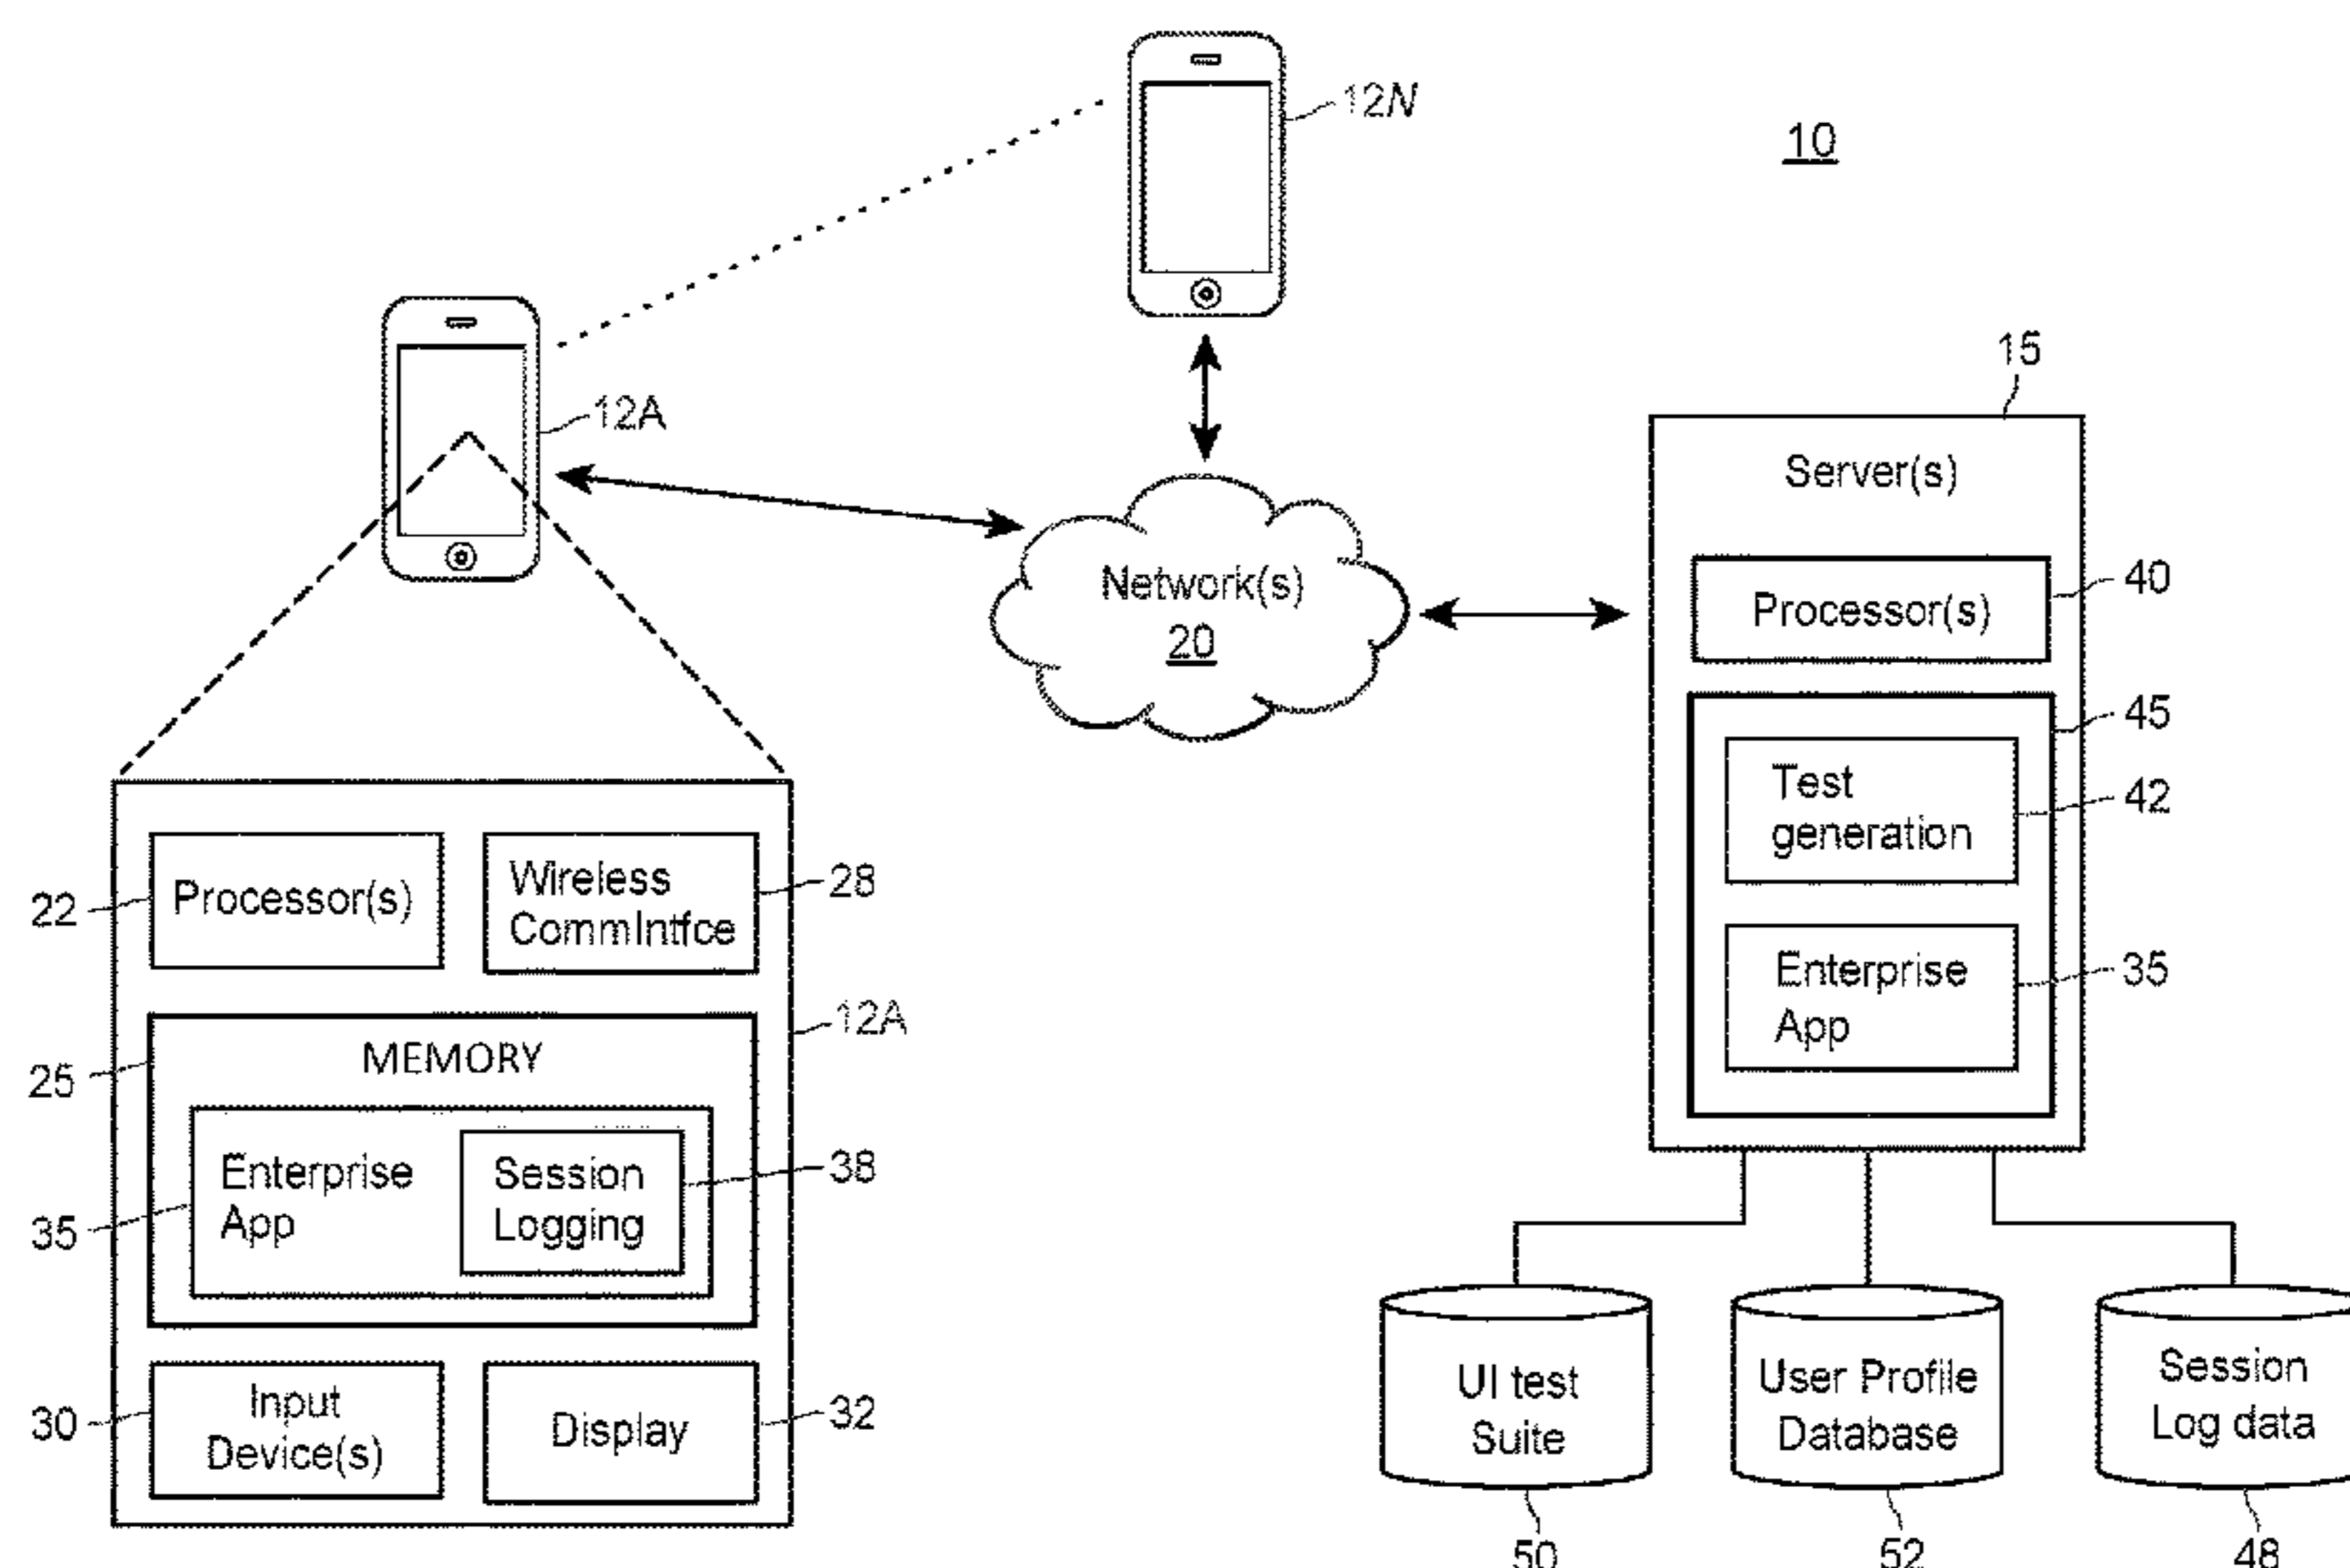 12N
10
12A
15
Server(s)
Network(s)
20
Processor(s)
40
45
Test
generation
42
Enterprise
App
35
Processor(s)
22
Wireless
CommIntfce
28
12A
MEMORY
25
Enterprise
App
35
Session
Logging
38
Input
Device(s)
30
Display
32
UI test
Suite
50
User Profile
Database
52
Session
Log data
48